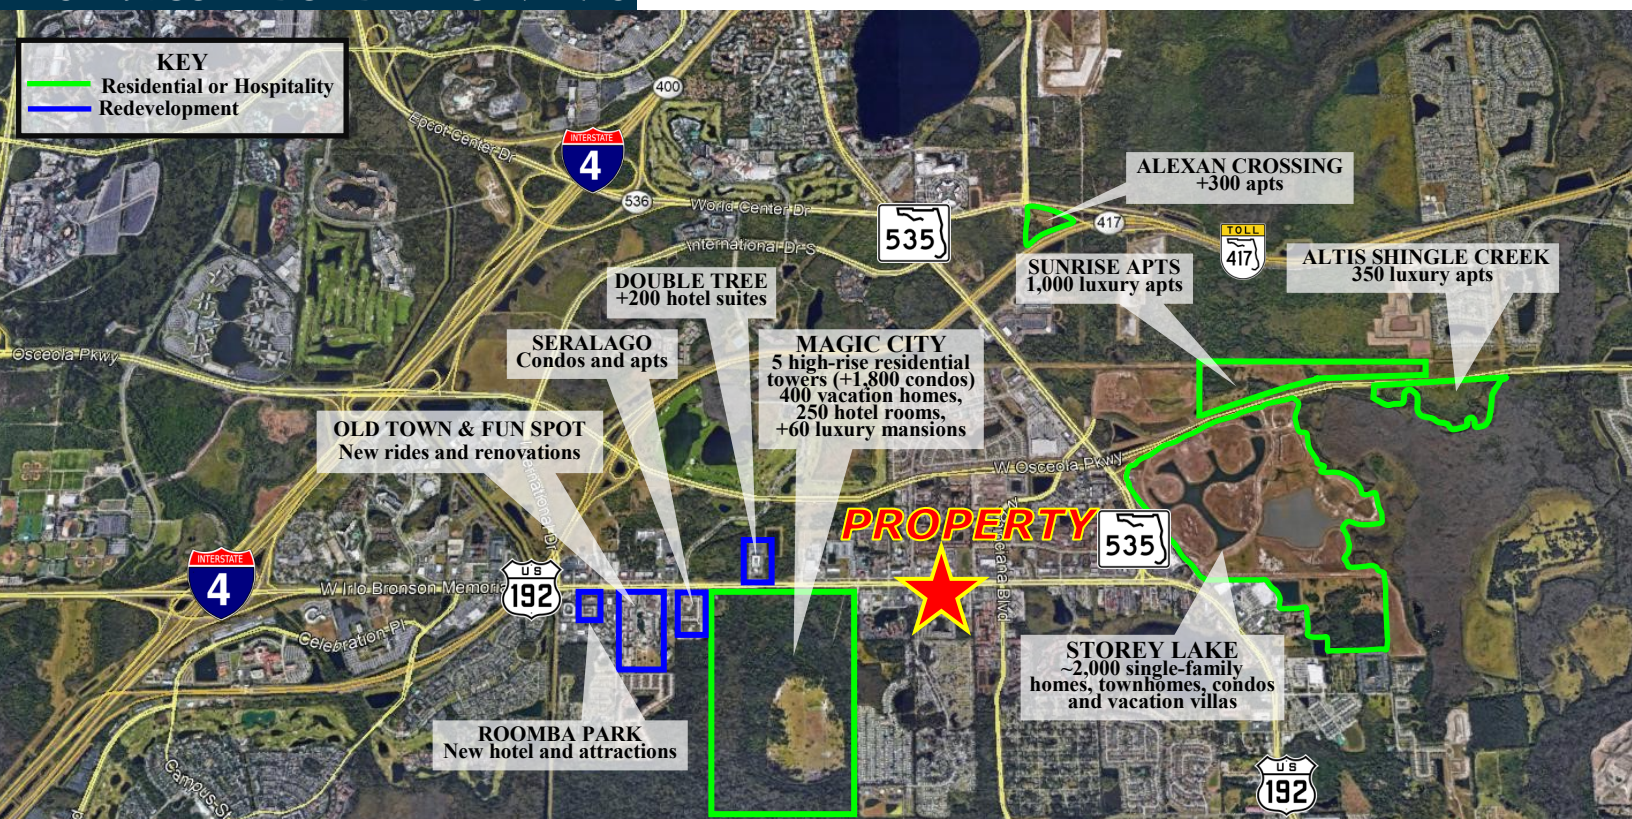 KEY
Residential or Hospitality
Redevelopment
400
Epcot Center Dr
INTERSTATE
4
536
World Center Dr
535
International Dr S
ALEXAN CROSSING
+300 apts
417
TOLL
417
SUNRISE APTS
1,000 luxury apts
ALTIS SHINGLE CREEK
350 luxury apts
DOUBLE TREE
+200 hotel suites
SERALAGO
Condos and apts
MAGIC CITY
5 high-rise residential
towers (+1,800 condos)
400 vacation homes,
250 hotel rooms,
+60 luxury mansions
Osceola Pkwy
OLD TOWN & FUN SPOT
New rides and renovations
W Osceola Pkwy
PROPERTY
535
INTERSTATE
4
W Irlo Bronson Memoria
US
192
Celebration Pl
STOREY LAKE
~2,000 single-family
homes, townhomes, condos
and vacation villas
ROOMBA PARK
New hotel and attractions
Campus St
US
192